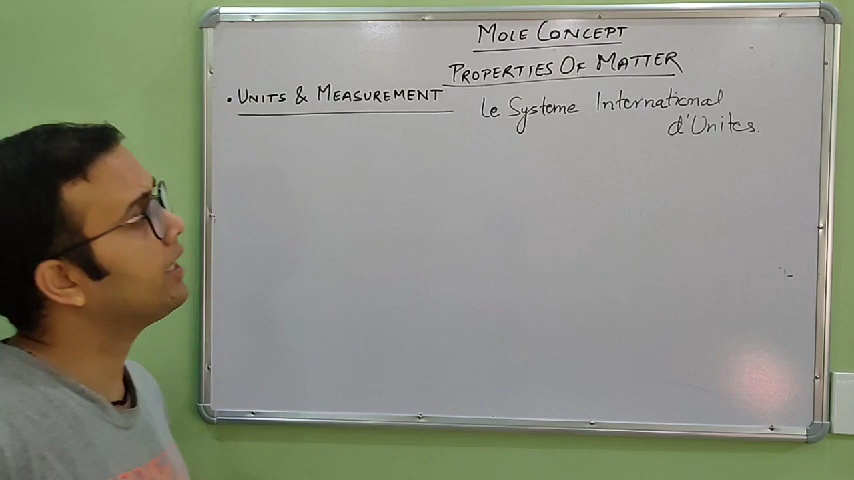 MOLE CONCEPT
PROPERTIES OF MATTER
• UNITS & MEASUREMENT
Le Systeme International
d'Unites.